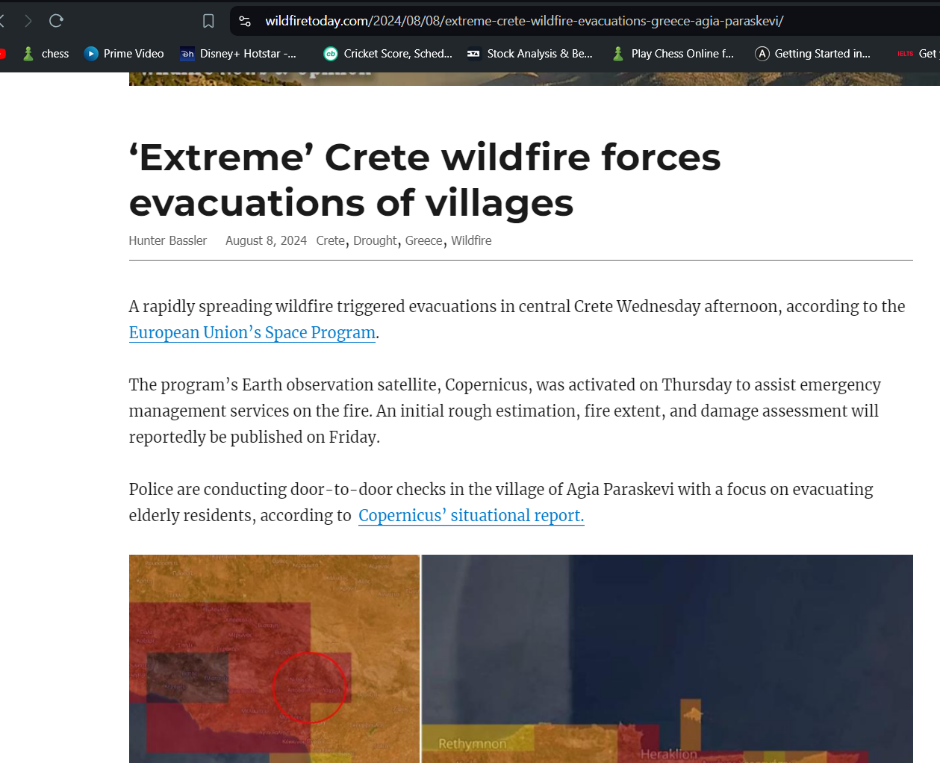 wildfiretoday.com/2024/08/08/extreme-crete-wildfire-evacuations-greece-agia-paraskevi/
chess Prime Video Disney+ Hotstar -... Cricket Score, Sched... Stock Analysis & Be... Play Chess Online f... Getting Started in... IELTS Get
‘Extreme’ Crete wildfire forces
evacuations of villages
Hunter Bassler August 8, 2024 Crete, Drought, Greece, Wildfire
A rapidly spreading wildfire triggered evacuations in central Crete Wednesday afternoon, according to the
European Union’s Space Program.
The program’s Earth observation satellite, Copernicus, was activated on Thursday to assist emergency
management services on the fire. An initial rough estimation, fire extent, and damage assessment will
reportedly be published on Friday.
Police are conducting door-to-door checks in the village of Agia Paraskevi with a focus on evacuating
elderly residents, according to Copernicus’ situational report.
Rethymnon
Heraklion